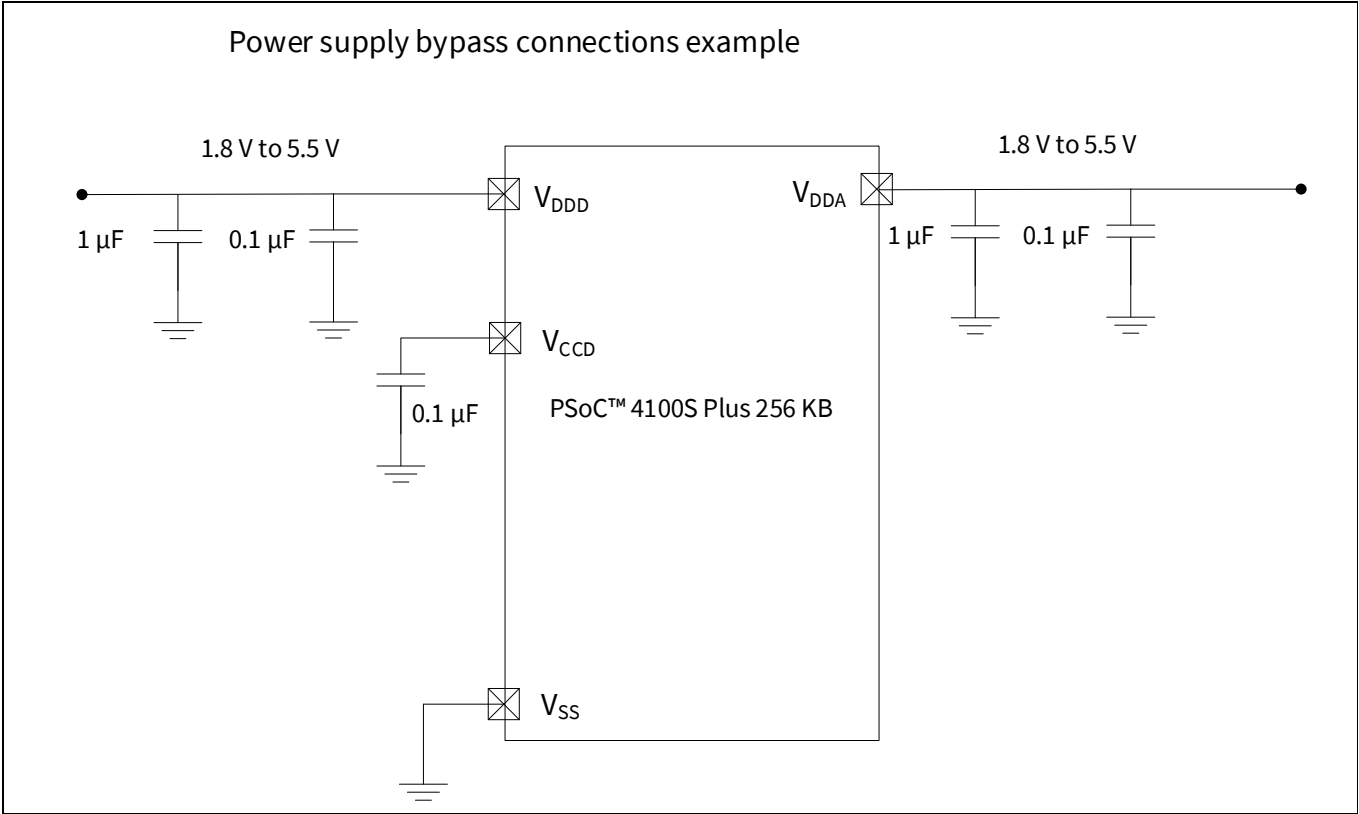 Power supply bypass connections example
1.8 V to 5.5 V
1.8 V to 5.5 V
VDDD
VDDA
1 µF
0.1 µF
1 µF
0.1 µF
VCCD
0.1 µF
PSoC™ 4100S Plus 256 KB
VSS